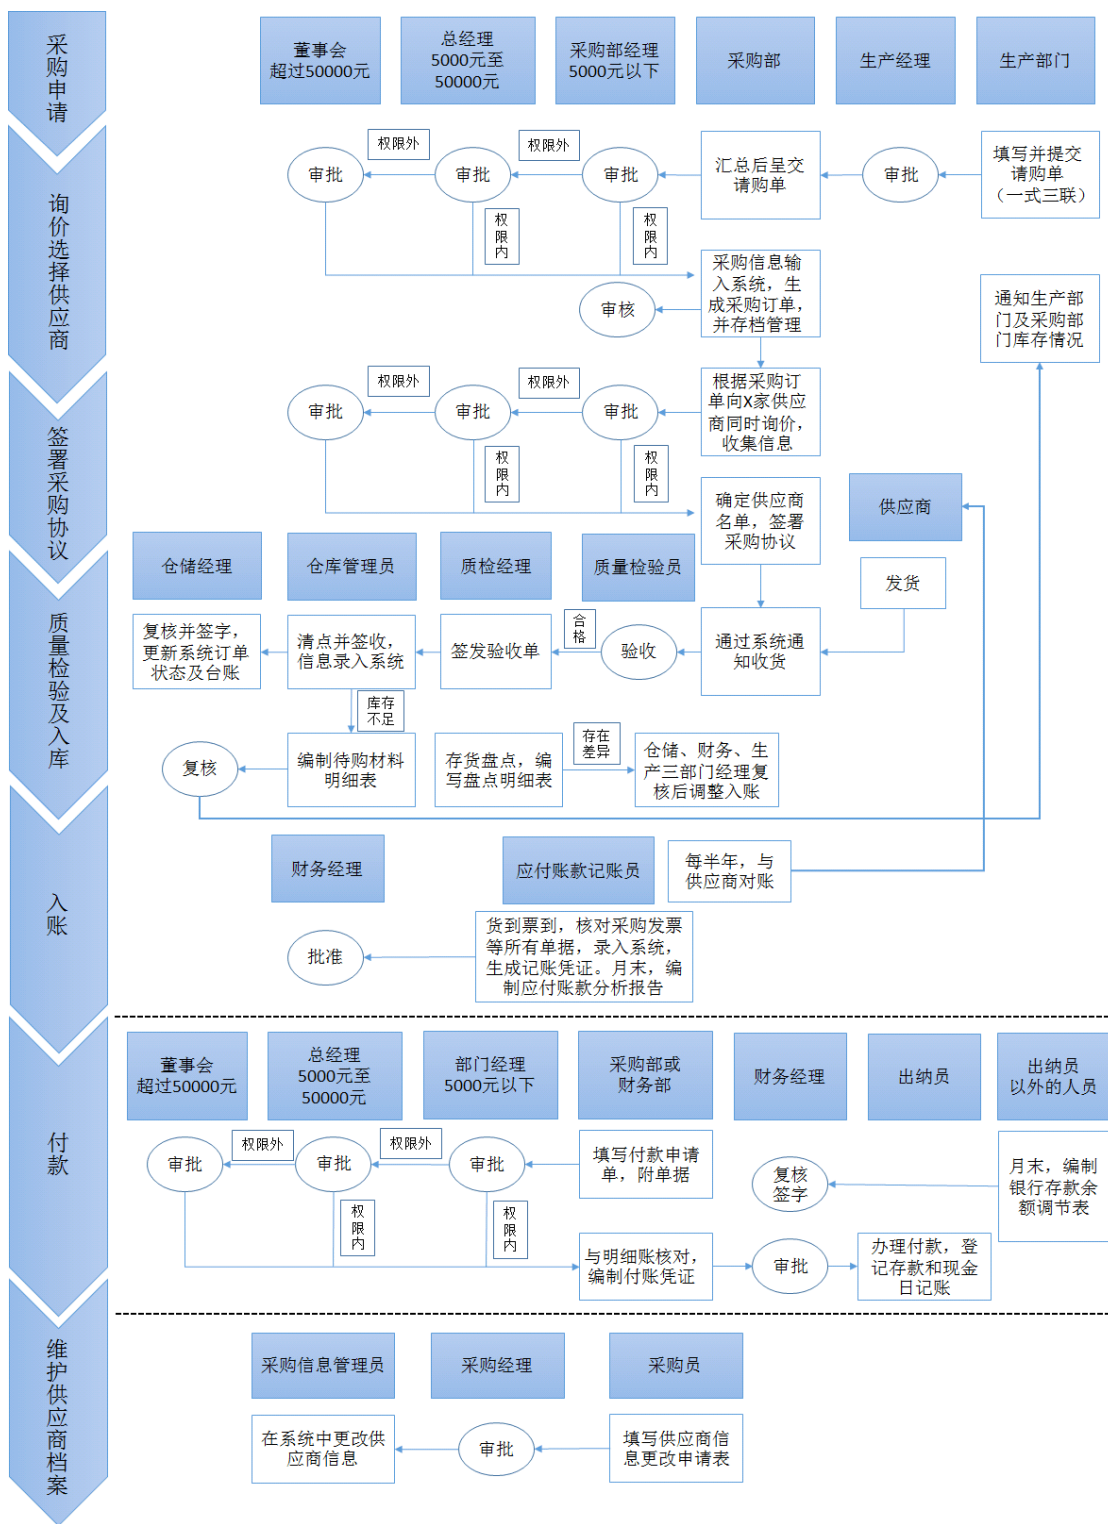 采购申请
董事会
超过50000元
总经理
5000元至
50000元
采购部经理
5000元以下
采购部
生产经理
生产部门
权限外
权限外
审批
审批
审批
汇总后呈交
请购单
审批
填写并提交
请购单
（一式三联）
询价选择供应商
权限内
权限内
采购信息输
入系统，生
成采购订单，
并存档管理
审核
通知生产部
门及采购部
门库存情况
权限外
权限外
审批
审批
审批
根据采购订
单向X家供应
商同时询价，
收集信息
签署采购协议
权限内
权限内
确定供应商
名单，签署
采购协议
供应商
仓储经理
仓库管理员
质检经理
质量检验员
发货
质量检验及入库
复核并签字，
更新系统订单
状态及台账
清点并签收，
信息录入系统
签发验收单
合格
验收
通过系统通
知收货
库存
不足
复核
编制待购材料
明细表
存货盘点，编
写盘点明细表
存在
差异
仓储、财务、生
产三部门经理复
核后调整入账
入账
财务经理
应付账款记账员
每半年，与
供应商对账
批准
货到票到，核对采购发票
等所有单据，录入系统，
生成记账凭证。月末，编
制应付账款分析报告
付款
董事会
超过50000元
总经理
5000元至
50000元
部门经理
5000元以下
采购部或
财务部
财务经理
出纳员
出纳员
以外的人员
权限外
权限外
审批
审批
审批
填写付款申请
单，附单据
复核
签字
月末，编制
银行存款余
额调节表
权限内
权限内
与明细账核对，
编制付账凭证
审批
办理付款，登
记存款和现金
日记账
维护供应商档案
采购信息管理员
采购经理
采购员
在系统中更改供
应商信息
审批
填写供应商信
息更改申请表